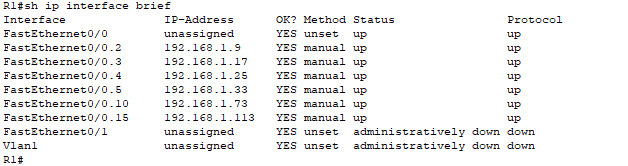 R1#sh ip interface brief
Interface IP-Address OK? Method Status Protocol
FastEthernet0/0 unassigned YES unset up up
FastEthernet0/0.2 192.168.1.9 YES manual up up
FastEthernet0/0.3 192.168.1.17 YES manual up up
FastEthernet0/0.4 192.168.1.25 YES manual up up
FastEthernet0/0.5 192.168.1.33 YES manual up up
FastEthernet0/0.10 192.168.1.73 YES manual up up
FastEthernet0/0.15 192.168.1.113 YES manual up up
FastEthernet0/1 unassigned YES unset administratively down down
Vlan1 unassigned YES unset administratively down down
R1#